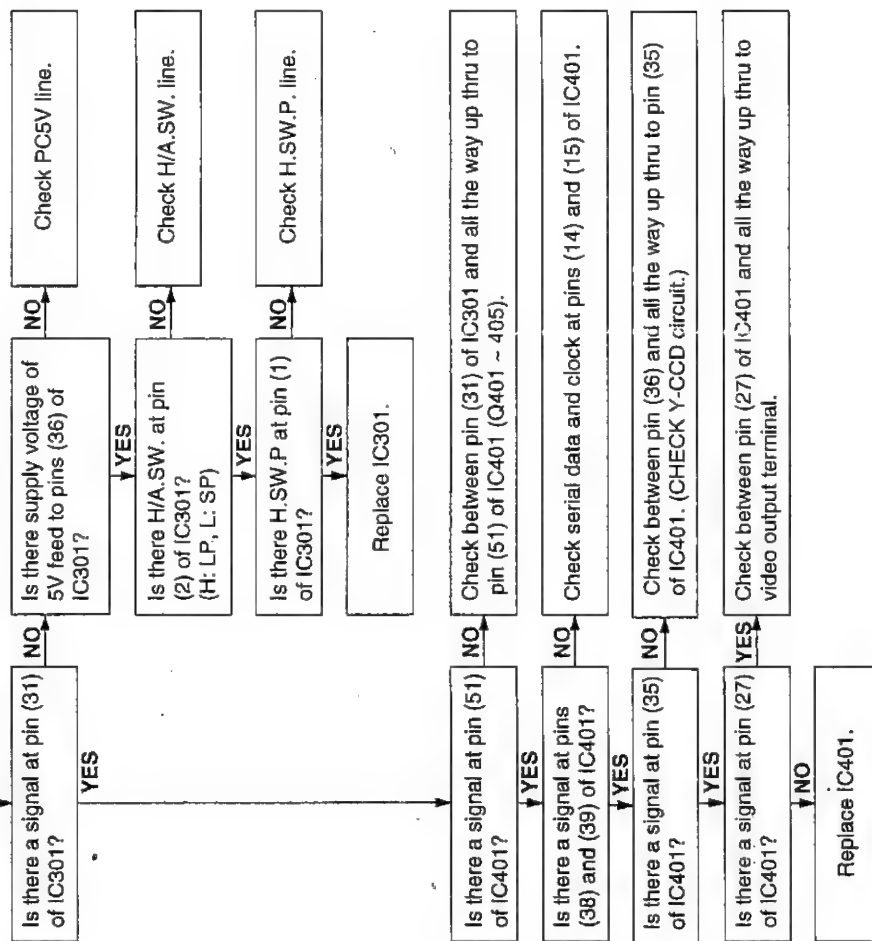 Is there a signal at pin (31)
of IC301?
NO
Is there supply voltage of
5V feed to pins (36) of
IC301?
NO
Check PC5V line.
YES
Is there H/A.SW. at pin
(2) of IC301?
(H: LP, L: SP)
NO
Check H/A.SW. line.
YES
Is there H.SW.P at pin (1)
of IC301?
NO
Check H.SW.P line.
YES
Replace IC301.
YES
Is there a signal at pin (51)
of IC401?
NO
Check between pin (31) of IC301 and all the way up thru to
pin (51) of IC401 (Q401 ~ 405).
YES
Is there a signal at pins
(38) and (39) of IC401?
NO
Check serial data and clock at pins (14) and (15) of IC401.
YES
Is there a signal at pin (35)
of IC401?
NO
Check between pin (36) and all the way up thru to pin (35)
of IC401. (CHECK Y-CCD circuit.)
YES
Is there a signal at pin (27)
of IC401?
YES
Check between pin (27) of IC401 and all the way up thru to
video output terminal.
NO
Replace IC401.